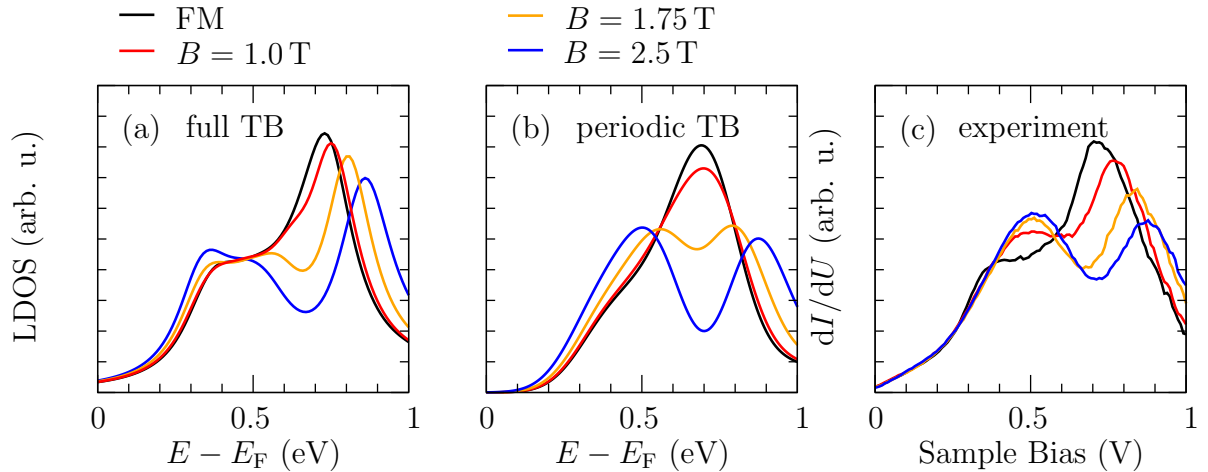 FM
B = 1.0 T
B = 1.75 T
B = 2.5 T
LDOS (arb. u.)
(a) full TB
0
0.5
1
E − E_F (eV)
(b) periodic TB
0
0.5
1
E − E_F (eV)
dI/dU (arb. u.)
(c) experiment
0
0.5
1
Sample Bias (V)